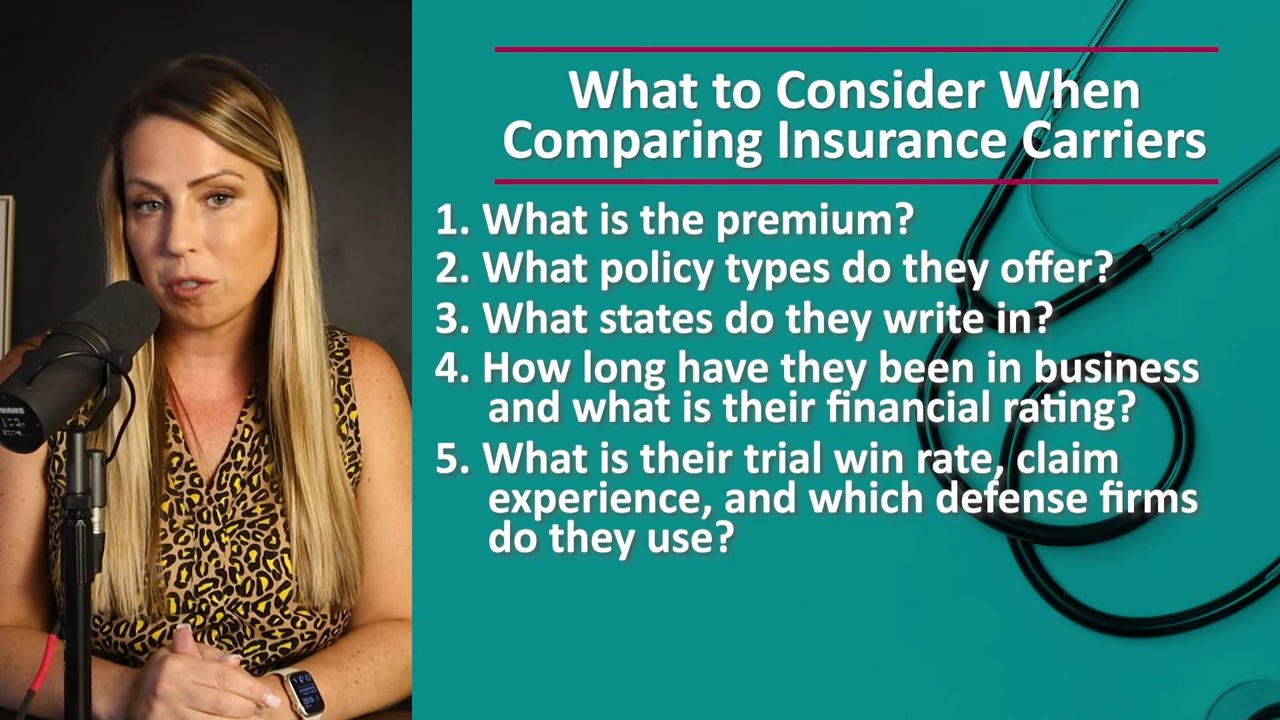 What to Consider When
Comparing Insurance Carriers
1. What is the premium?
2. What policy types do they offer?
3. What states do they write in?
4. How long have they been in business
and what is their financial rating?
5. What is their trial win rate, claim
experience, and which defense firms
do they use?